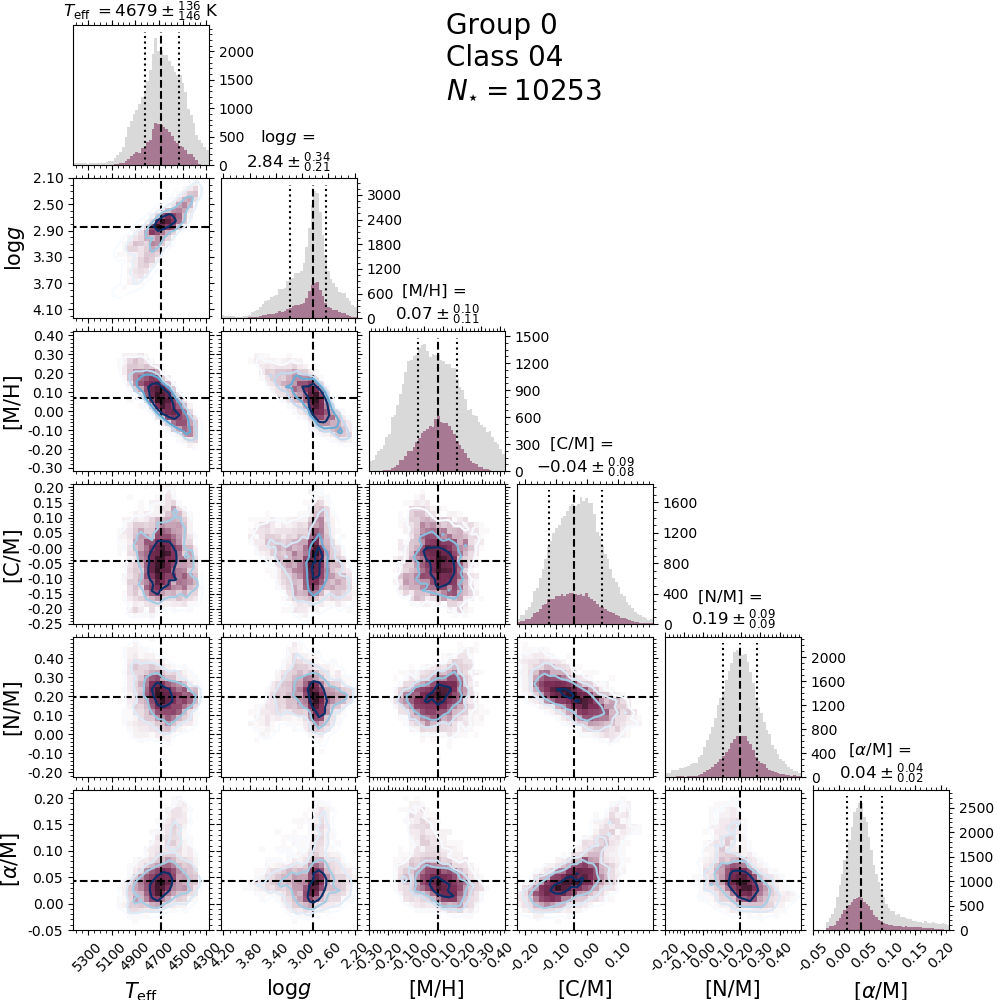 T_eff = 4679 ± 136 146 K
Group 0
Class 04
N⋆ = 10253
2000
1500
1000
500
0
log g =
2.84 ± 0.34 0.21
2.10
2.50
2.90
3.30
3.70
4.10
log g
3000
2400
1800
1200
600
0
[M/H] =
0.07 ± 0.10 0.11
0.40
0.30
0.20
0.10
0.00
-0.10
-0.20
-0.30
[M/H]
1500
1200
900
600
300
0
[C/M] =
−0.04 ± 0.09 0.08
0.20
0.15
0.10
0.05
-0.00
-0.05
-0.10
-0.15
-0.20
-0.25
[C/M]
1600
1200
800
400
0
[N/M] =
0.19 ± 0.09 0.09
0.40
0.30
0.20
0.10
0.00
-0.10
-0.20
[N/M]
2000
1600
1200
800
400
0
[α/M] =
0.04 ± 0.04 0.02
0.20
0.15
0.10
0.05
0.00
-0.05
[α/M]
2500
2000
1500
1000
500
0
5300 5100 4900 4700 4500 4300
4.20 3.80 3.40 3.00 2.60 2.20
-0.30 -0.20 -0.10 0.00 0.10 0.20 0.30 0.40
-0.20 -0.10 0.00 0.10
-0.20 -0.10 0.00 0.10 0.20 0.30 0.40
-0.05 0.00 0.05 0.10 0.15 0.20
T_eff
log g
[M/H]
[C/M]
[N/M]
[α/M]